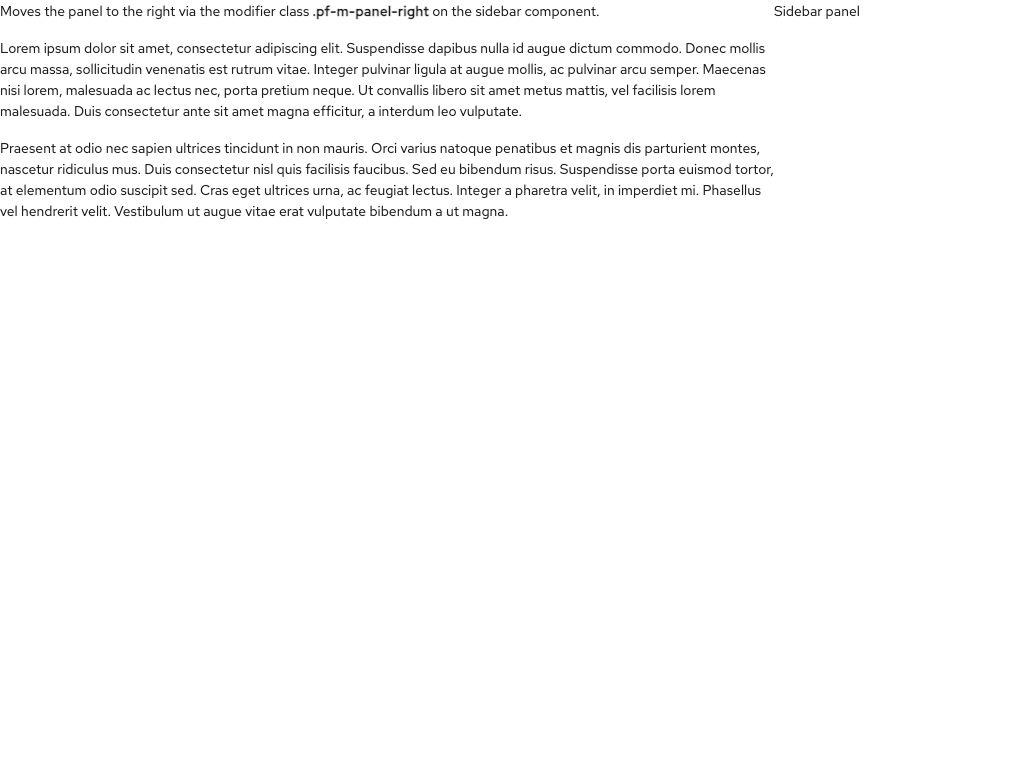 Moves the panel to the right via the modifier class .pf-m-panel-right on the sidebar component.
Sidebar panel
Lorem ipsum dolor sit amet, consectetur adipiscing elit. Suspendisse dapibus nulla id augue dictum commodo. Donec mollis
arcu massa, sollicitudin venenatis est rutrum vitae. Integer pulvinar ligula at augue mollis, ac pulvinar arcu semper. Maecenas
nisi lorem, malesuada ac lectus nec, porta pretium neque. Ut convallis libero sit amet metus mattis, vel facilisis lorem
malesuada. Duis consectetur ante sit amet magna efficitur, a interdum leo vulputate.
Praesent at odio nec sapien ultrices tincidunt in non mauris. Orci varius natoque penatibus et magnis dis parturient montes,
nascetur ridiculus mus. Duis consectetur nisl quis facilisis faucibus. Sed eu bibendum risus. Suspendisse porta euismod tortor,
at elementum odio suscipit sed. Cras eget ultrices urna, ac feugiat lectus. Integer a pharetra velit, in imperdiet mi. Phasellus
vel hendrerit velit. Vestibulum ut augue vitae erat vulputate bibendum a ut magna.